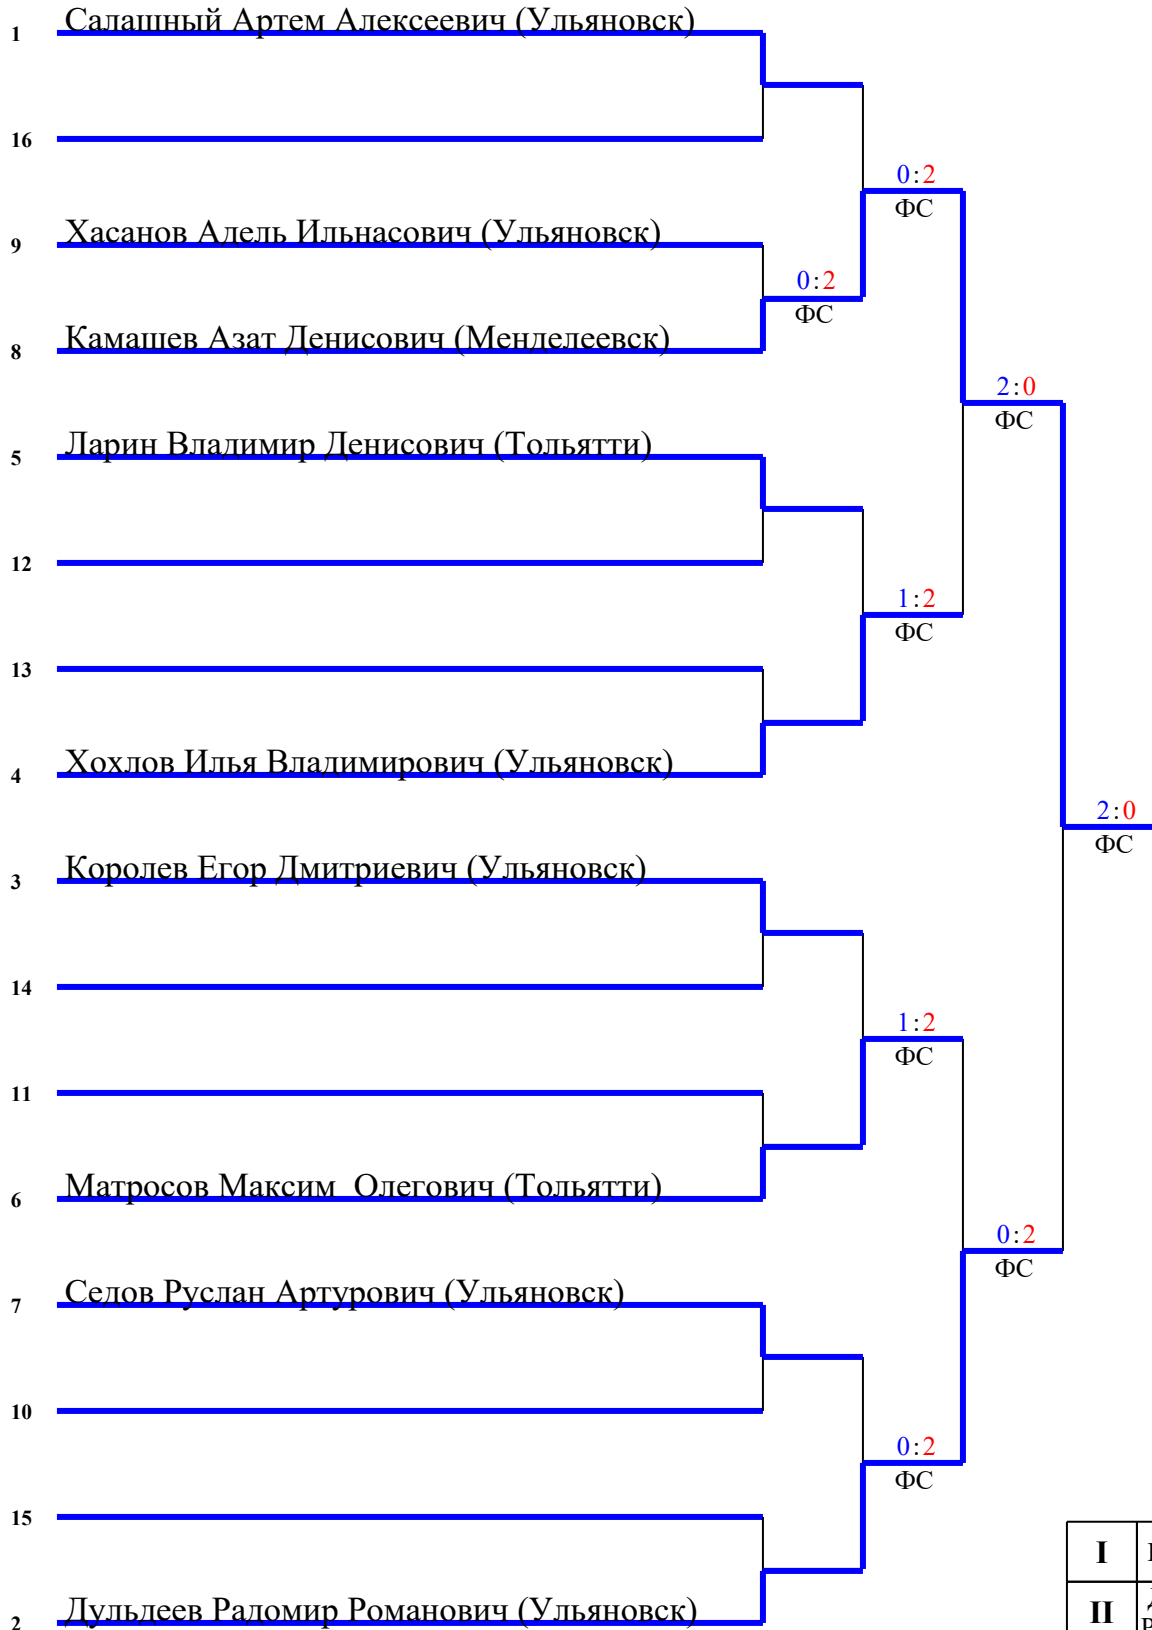 1 Салашный Артем Алексеевич (Ульяновск)
16
0:2
ФС
9 Хасанов Адель Ильнасович (Ульяновск)
0:2
ФС
8 Камашев Азат Денисович (Менделеевск)
2:0
ФС
5 Ларин Владимир Денисович (Тольятти)
12
1:2
ФС
13
4 Хохлов Илья Владимирович (Ульяновск)
2:0
ФС
3 Королев Егор Дмитриевич (Ульяновск)
14
1:2
ФС
11
6 Матросов Максим Олегович (Тольятти)
0:2
ФС
7 Седов Руслан Артурович (Ульяновск)
10
0:2
ФС
15
I
II
2 Дульдеев Радомир Романович (Ульяновск)